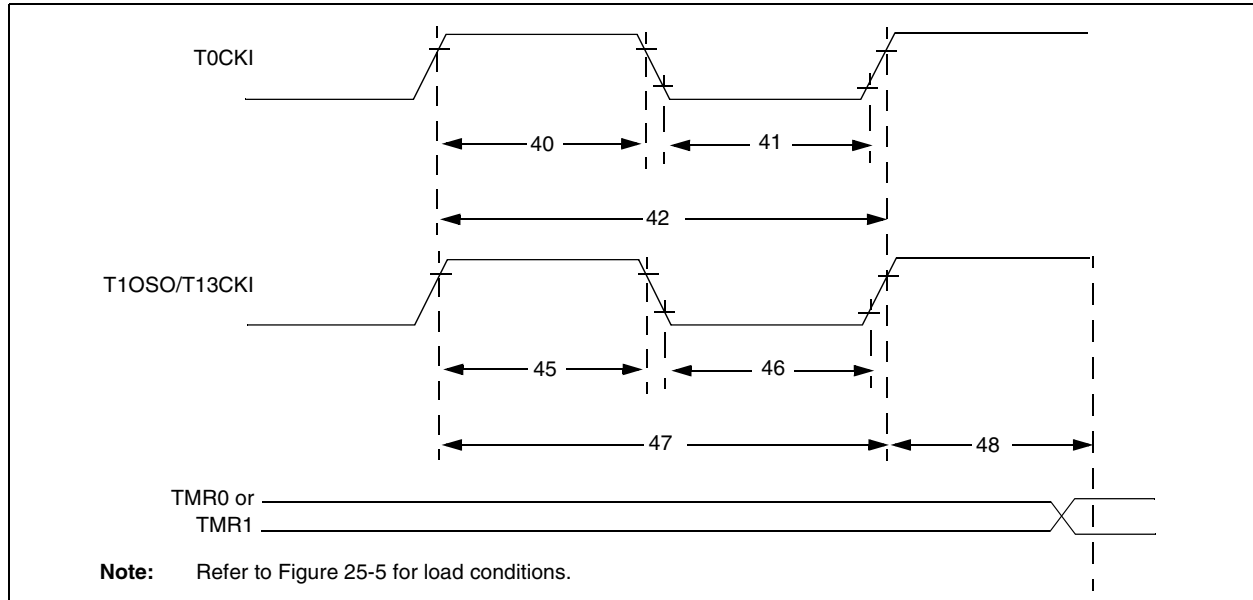 T0CKI
40
41
42
T1OSO/T13CKI
45
46
47
48
TMR0 or
TMR1
Note: Refer to Figure 25-5 for load conditions.